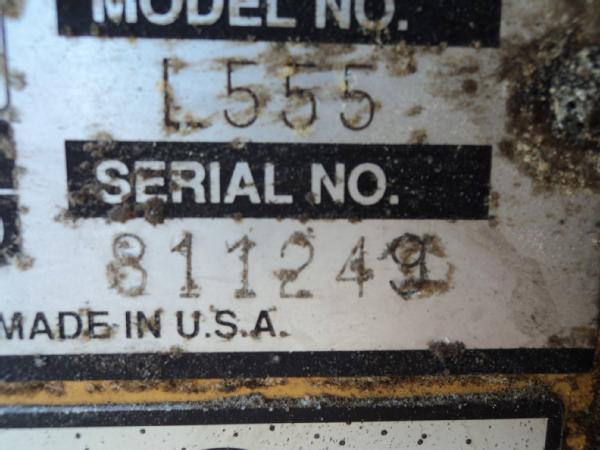 MODEL NO.
L555
SERIAL NO.
811249
MADE IN U.S.A.